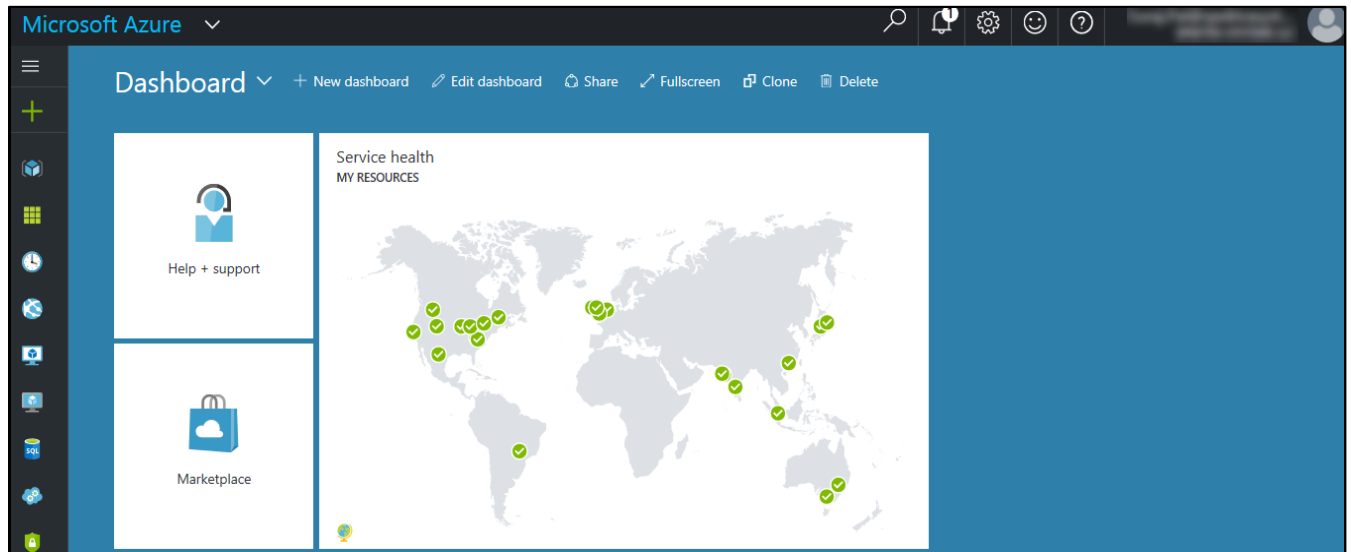 Microsoft Azure
1
Dashboard
New dashboard
Edit dashboard
Share
Fullscreen
Clone
Delete
Help + support
Service health
MY RESOURCES
Marketplace
SQL